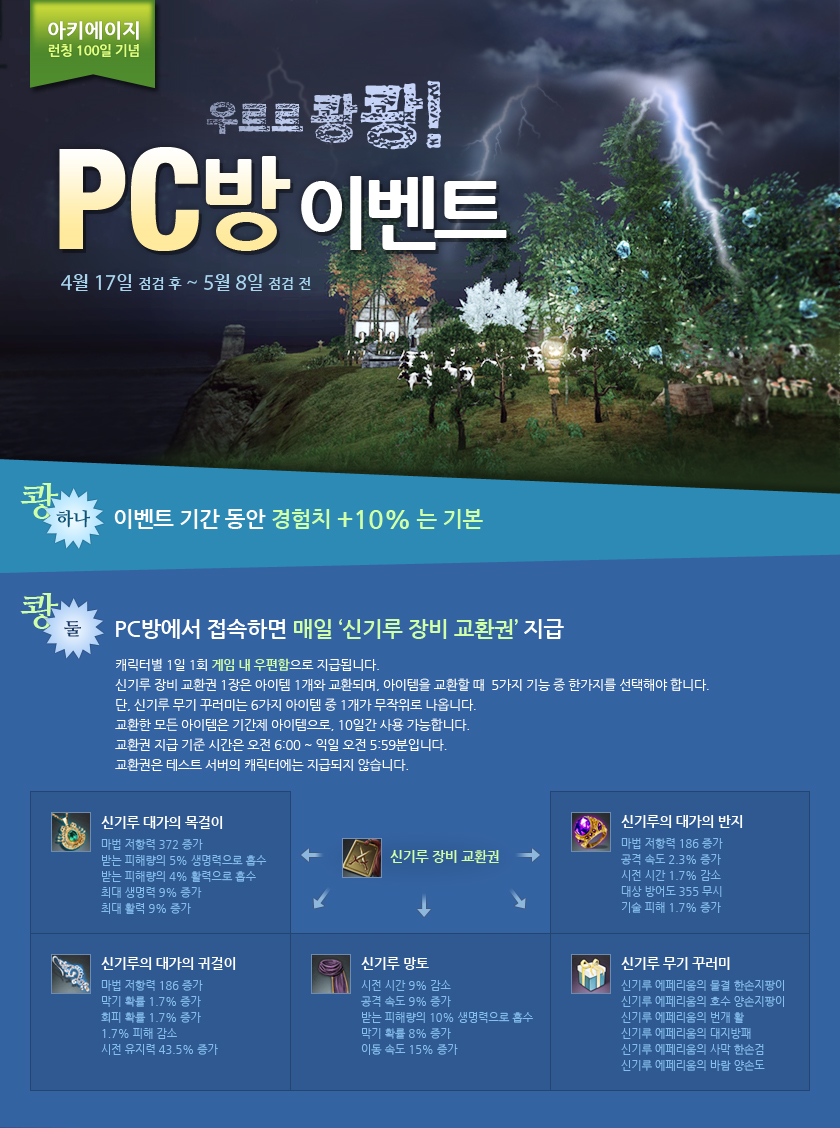 아키에이지
런칭 100일 기념
우르르 쾅쾅!
PC방 이벤트
4월 17일 점검 후 ~ 5월 8일 점검 전
쾅 하나
이벤트 기간 동안 경험치 +10% 는 기본
쾅 둘
PC방에서 접속하면 매일 ‘신기루 장비 교환권’ 지급
캐릭터별 1일 1회 게임 내 우편함으로 지급됩니다.
신기루 장비 교환권 1장은 아이템 1개와 교환되며, 아이템을 교환할 때 5가지 기능 중 한가지를 선택해야 합니다.
단, 신기루 무기 꾸러미는 6가지 아이템 중 1개가 무작위로 나옵니다.
교환한 모든 아이템은 기간제 아이템으로, 10일간 사용 가능합니다.
교환권 지급 기준 시간은 오전 6:00 ~ 익일 오전 5:59분입니다.
교환권은 테스트 서버의 캐릭터에는 지급되지 않습니다.
신기루 대가의 목걸이
마법 저항력 372 증가
받는 피해량의 5% 생명력으로 흡수
받는 피해량의 4% 활력으로 흡수
최대 생명력 9% 증가
최대 활력 9% 증가
신기루 장비 교환권
신기루의 대가의 반지
마법 저항력 186 증가
공격 속도 2.3% 증가
시전 시간 1.7% 감소
대상 방어도 355 무시
기술 피해 1.7% 증가
신기루의 대가의 귀걸이
마법 저항력 186 증가
막기 확률 1.7% 증가
회피 확률 1.7% 증가
1.7% 피해 감소
시전 유지력 43.5% 증가
신기루 망토
시전 시간 9% 감소
공격 속도 9% 증가
받는 피해량의 10% 생명력으로 흡수
막기 확률 8% 증가
이동 속도 15% 증가
신기루 무기 꾸러미
신기루 에페리움의 물결 한손지팡이
신기루 에페리움의 호수 양손지팡이
신기루 에페리움의 번개 활
신기루 에페리움의 대지방패
신기루 에페리움의 사막 한손검
신기루 에페리움의 바람 양손도